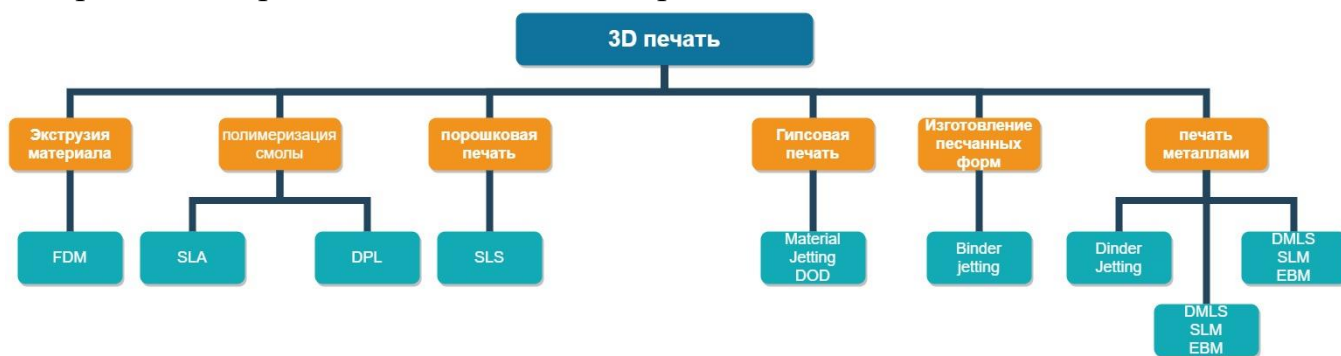 3D печать
Экструзия
материала
полимеризация
смолы
порошковая
печать
Гипсовая
печать
Изготовление
песчанных
форм
печать
металлами
FDM
SLA
DPL
SLS
Material
Jetting
DOD
Binder
jetting
Dinder
Jetting
DMLS
SLM
EBM
DMLS
SLM
EBM